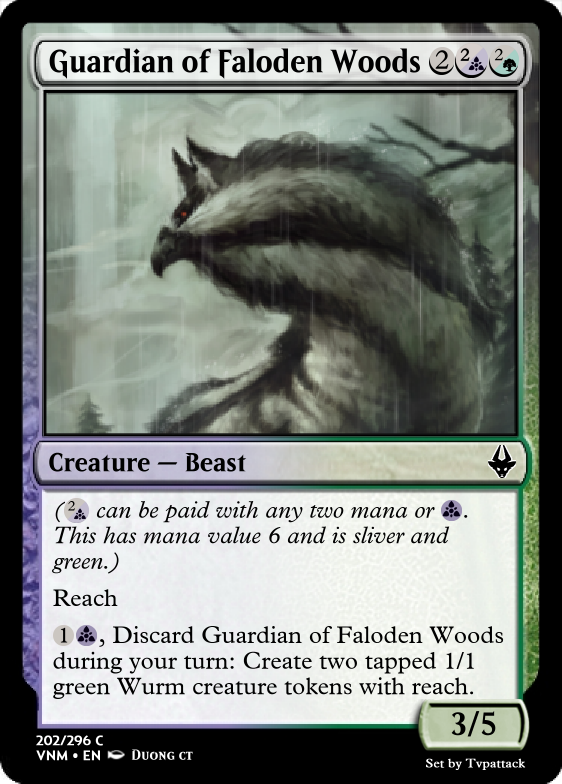 Guardian of Faloden Woods 2 2 2
Creature — Beast
(2 can be paid with any two mana or .
This has mana value 6 and is sliver and
green.)
Reach
1 , Discard Guardian of Faloden Woods
during your turn: Create two tapped 1/1
green Wurm creature tokens with reach.
3/5
202/296 C
VNM • EN Duong ct
Set by Tvpattack